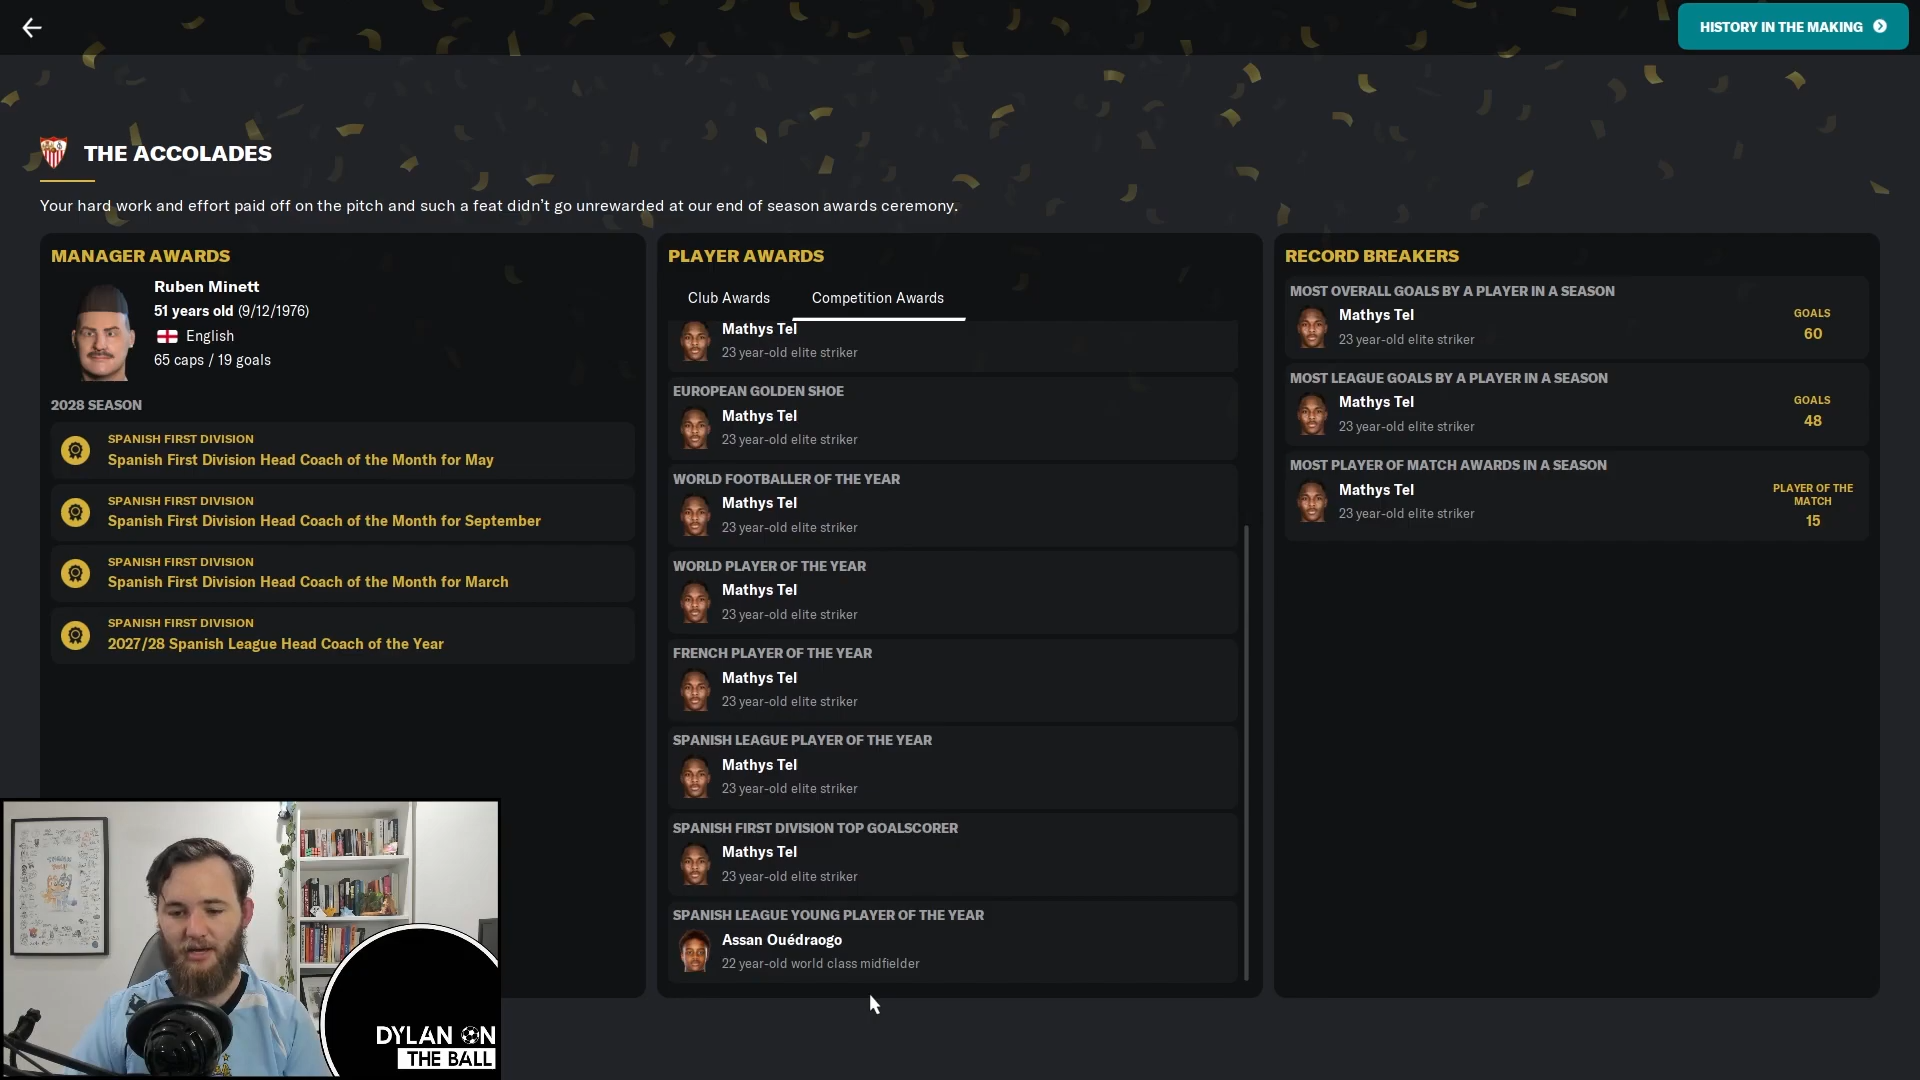 HISTORY IN THE MAKING
THE ACCOLADES
Your hard work and effort paid off on the pitch and such a feat didn't go unrewarded at our end of season awards ceremony.
MANAGER AWARDS
Ruben Minett
51 years old (9/12/1976)
English
65 caps / 19 goals
2028 SEASON
SPANISH FIRST DIVISION
Spanish First Division Head Coach of the Month for May
SPANISH FIRST DIVISION
Spanish First Division Head Coach of the Month for September
SPANISH FIRST DIVISION
Spanish First Division Head Coach of the Month for March
SPANISH FIRST DIVISION
2027/28 Spanish League Head Coach of the Year
PLAYER AWARDS
Club Awards
Competition Awards
Mathys Tel
23 year-old elite striker
EUROPEAN GOLDEN SHOE
Mathys Tel
23 year-old elite striker
WORLD FOOTBALLER OF THE YEAR
Mathys Tel
23 year-old elite striker
WORLD PLAYER OF THE YEAR
Mathys Tel
23 year-old elite striker
FRENCH PLAYER OF THE YEAR
Mathys Tel
23 year-old elite striker
SPANISH LEAGUE PLAYER OF THE YEAR
Mathys Tel
23 year-old elite striker
SPANISH FIRST DIVISION TOP GOALSCORER
Mathys Tel
23 year-old elite striker
SPANISH LEAGUE YOUNG PLAYER OF THE YEAR
Assan Ouédraogo
22 year-old world class midfielder
RECORD BREAKERS
MOST OVERALL GOALS BY A PLAYER IN A SEASON
Mathys Tel
23 year-old elite striker
GOALS
60
MOST LEAGUE GOALS BY A PLAYER IN A SEASON
Mathys Tel
23 year-old elite striker
GOALS
48
MOST PLAYER OF MATCH AWARDS IN A SEASON
Mathys Tel
23 year-old elite striker
PLAYER OF THE
MATCH
15
DYLAN ON
THE BALL